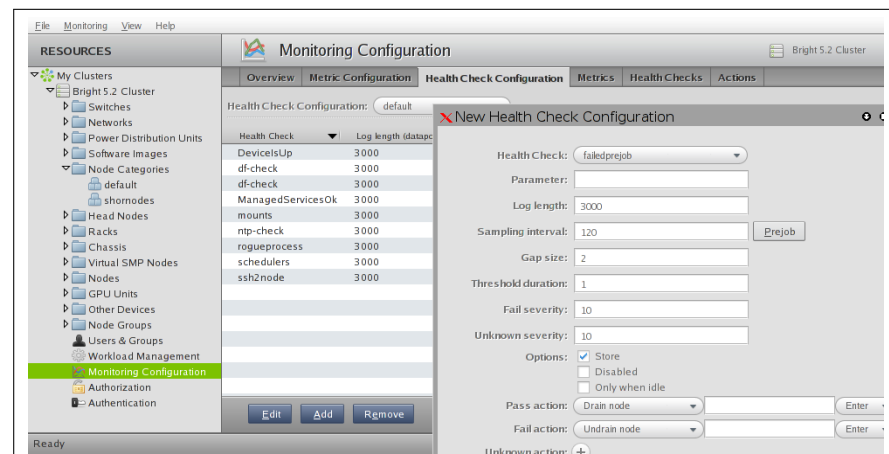 File Monitoring View Help
RESOURCES
Monitoring Configuration
Bright 5.2 Cluster
My Clusters
Bright 5.2 Cluster
Switches
Networks
Power Distribution Units
Software Images
Node Categories
default
shornodes
Head Nodes
Racks
Chassis
Virtual SMP Nodes
Nodes
GPU Units
Other Devices
Node Groups
Users & Groups
Workload Management
Monitoring Configuration
Authorization
Authentication
Overview Metric Configuration Health Check Configuration Metrics Health Checks Actions
Health Check Configuration: default
Health Check Log length (datapo
DeviceIsUp 3000
df-check 3000
df-check 3000
ManagedServicesOk 3000
mounts 3000
ntp-check 3000
rogueprocess 3000
schedulers 3000
ssh2node 3000
Edit Add Remove
New Health Check Configuration
Health Check: failedprejob
Parameter:
Log length: 3000
Sampling interval: 120 Prejob
Gap size: 2
Threshold duration: 1
Fail severity: 10
Unknown severity: 10
Options: Store
Disabled
Only when idle
Pass action: Drain node Enter
Fail action: Undrain node Enter
Unknown action:
Ready